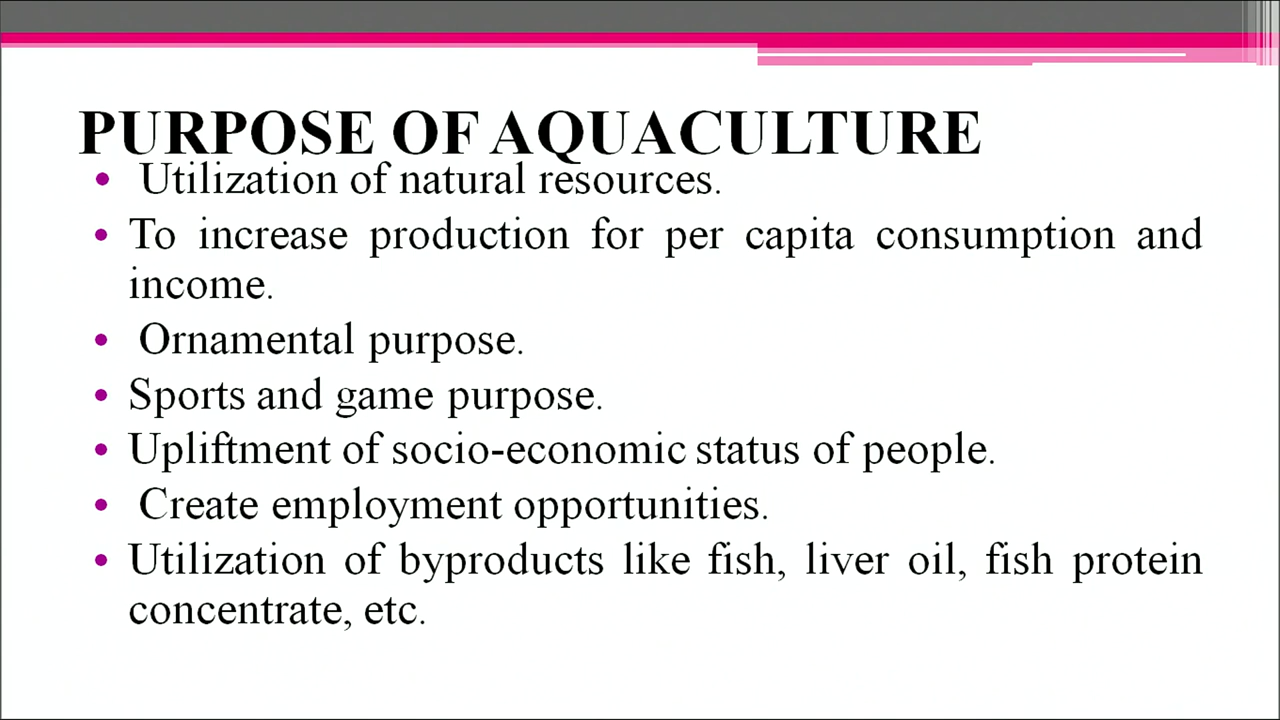 PURPOSE OF AQUACULTURE
• Utilization of natural resources.
• To increase production for per capita consumption and
income.
• Ornamental purpose.
• Sports and game purpose.
• Upliftment of socio-economic status of people.
• Create employment opportunities.
• Utilization of byproducts like fish, liver oil, fish protein
concentrate, etc.